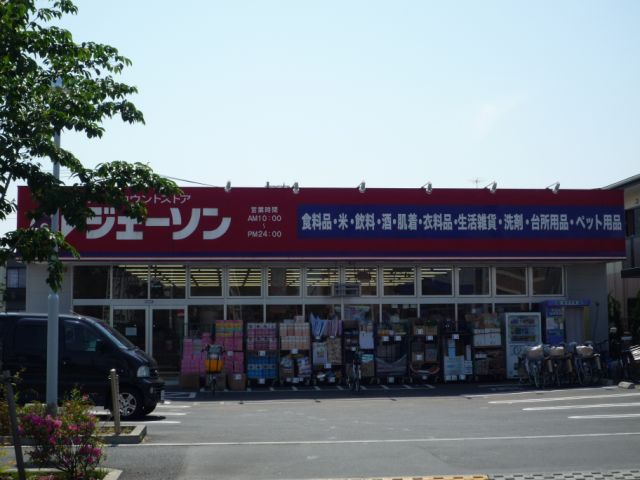 カウントストア
レジェーソン
営業時間
AM10:00
~
PM24:00
食料品・米・飲料・酒・肌着・衣料品・生活雑貨・洗剤・台所用品・ペット用品